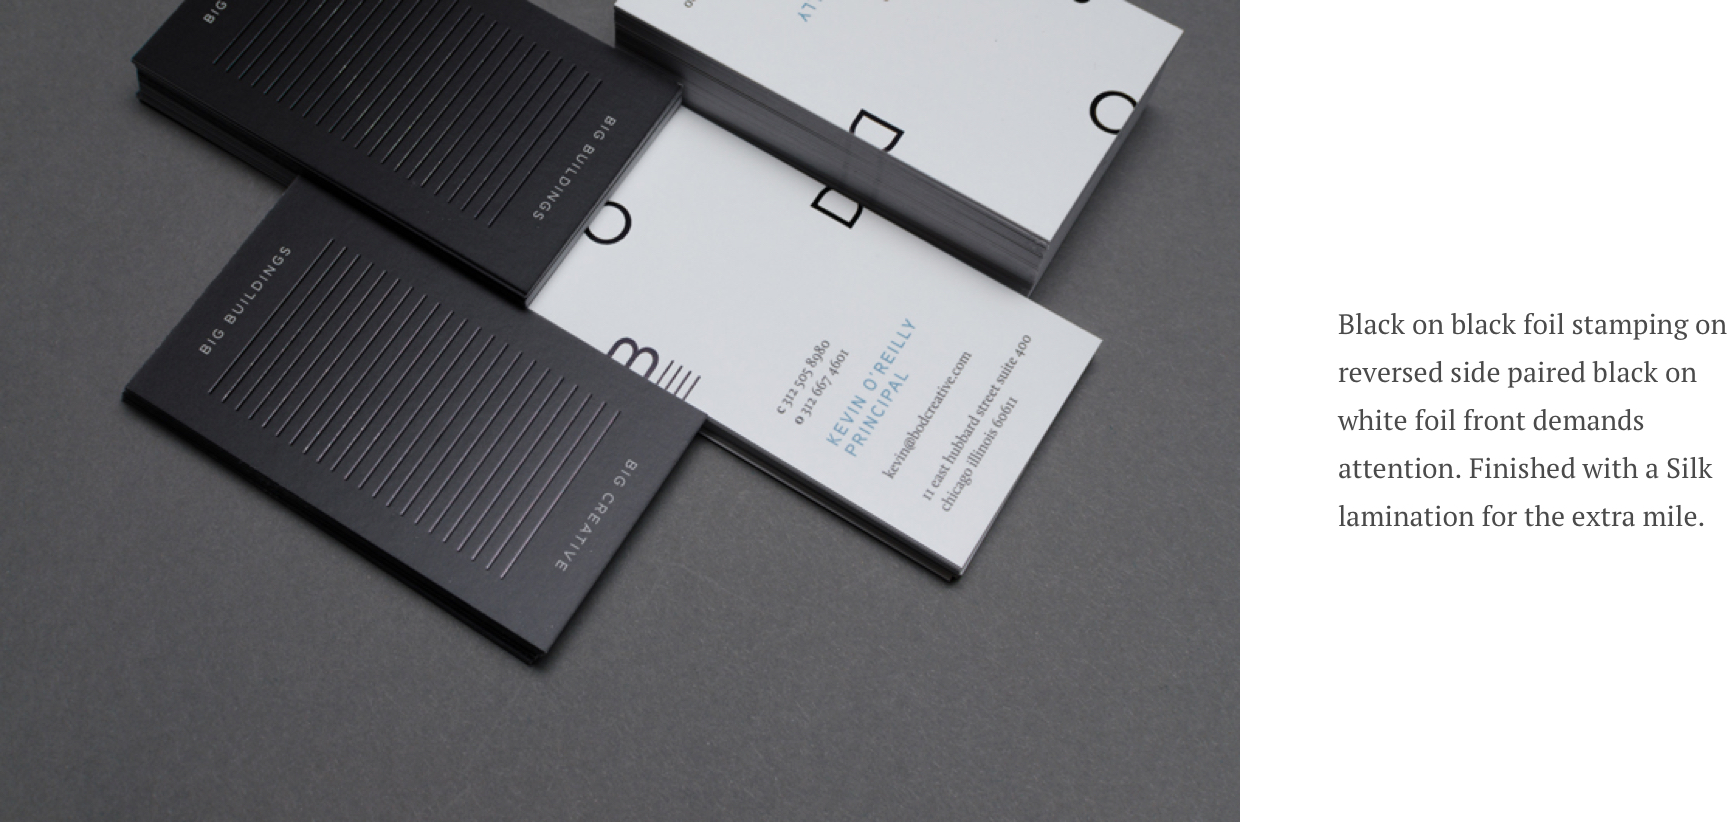 BIG
BIG BUILDINGS
BIG BUILDINGS
BIG CREATIVE
LLY
O
D
O
D
B
c 312 505 8980
o 312 667 4601
KEVIN O'REILLY
PRINCIPAL
kevin@bodcreative.com
11 east hubbard street suite 400
chicago illinois 60611
Black on black foil stamping on
reversed side paired black on
white foil front demands
attention. Finished with a Silk
lamination for the extra mile.